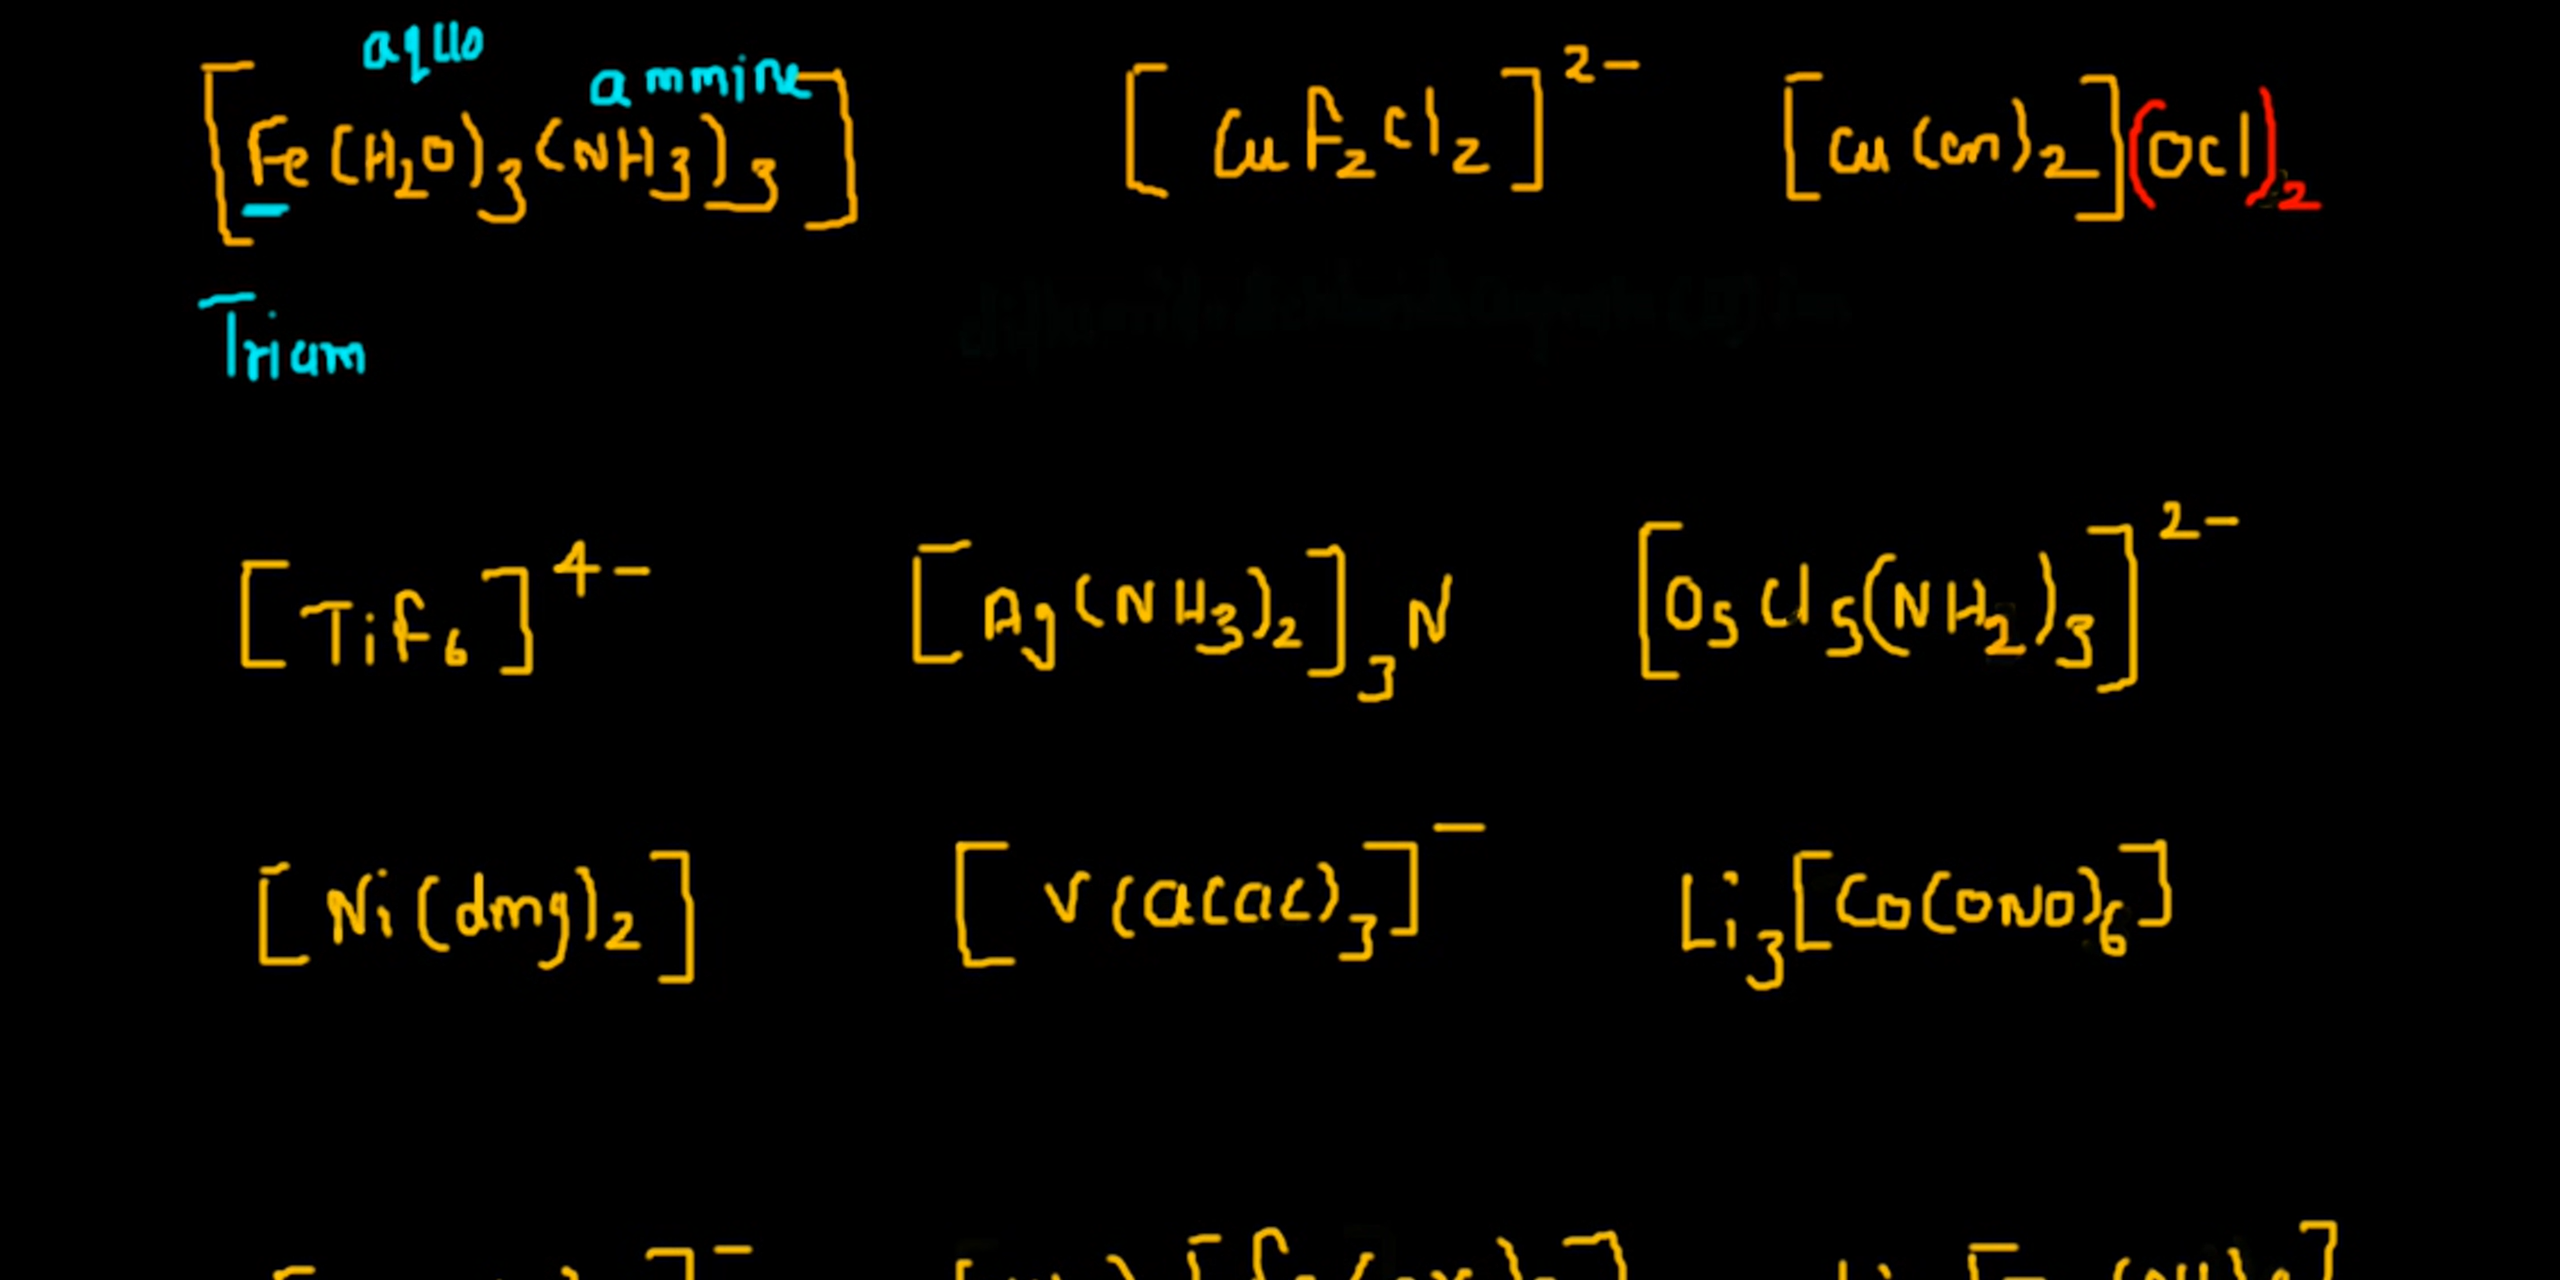 aquo ammine
[Fe(H₂O)₃(NH₃)₃] [CuF₂Cl₂]²⁻ [Cu(en)₂](OCl)₂
Triam
[TiF₆]⁴⁻ [Ag(NH₃)₂]₃N [OsCl₅(NH₂)₃]²⁻
[Ni(dmg)₂] [V(acac)₃]⁻ Li₃[Co(ONO)₆]